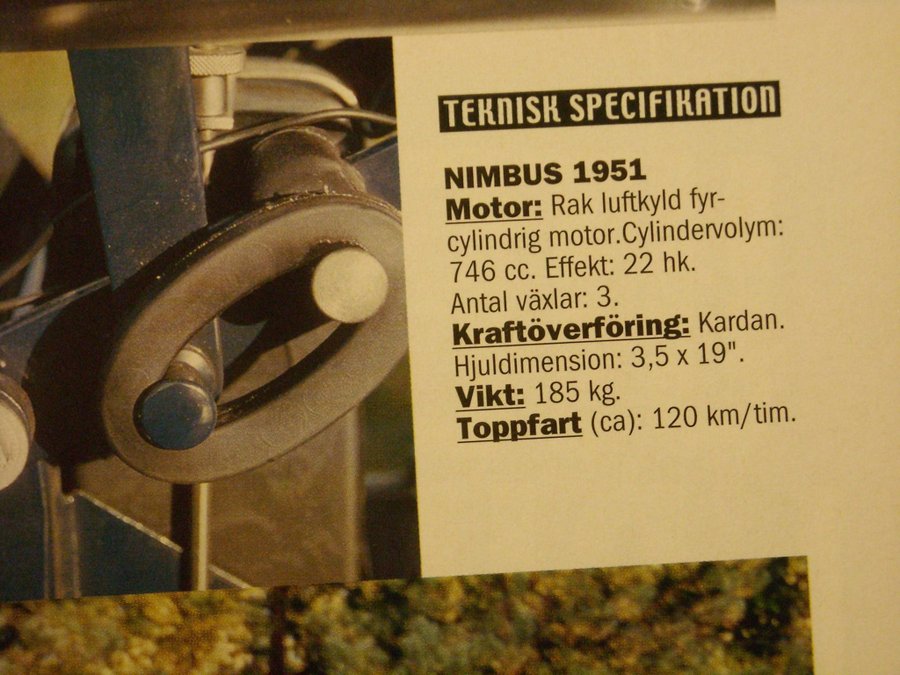 TEKNISK SPECIFIKATION
NIMBUS 1951
Motor: Rak luftkyld fyr-
cylindrig motor.Cylindervolym:
746 cc. Effekt: 22 hk.
Antal växlar: 3.
Kraftöverföring: Kardan.
Hjuldimension: 3,5 x 19".
Vikt: 185 kg.
Toppfart (ca): 120 km/tim.